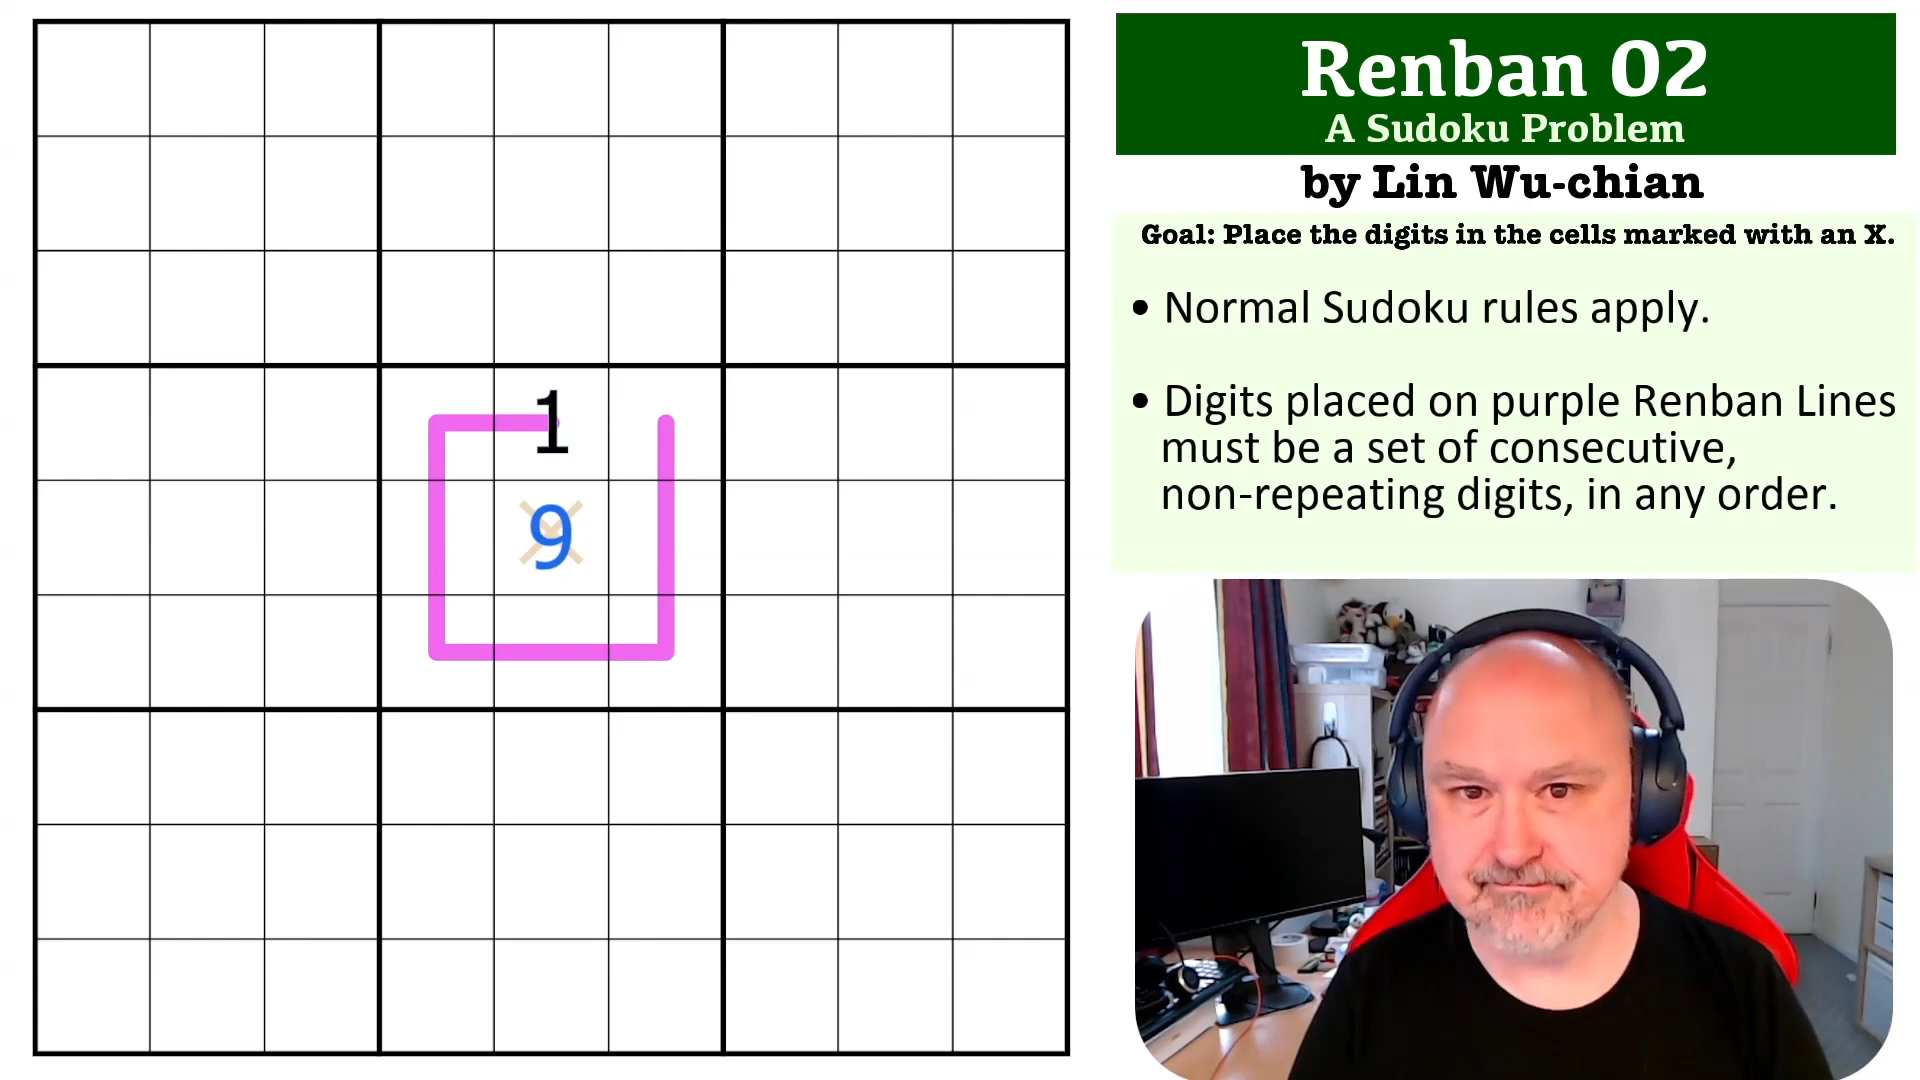 Renban 02
A Sudoku Problem
by Lin Wu-chian
Goal: Place the digits in the cells marked with an X.
• Normal Sudoku rules apply.
• Digits placed on purple Renban Lines
must be a set of consecutive,
non-repeating digits, in any order.
1
9